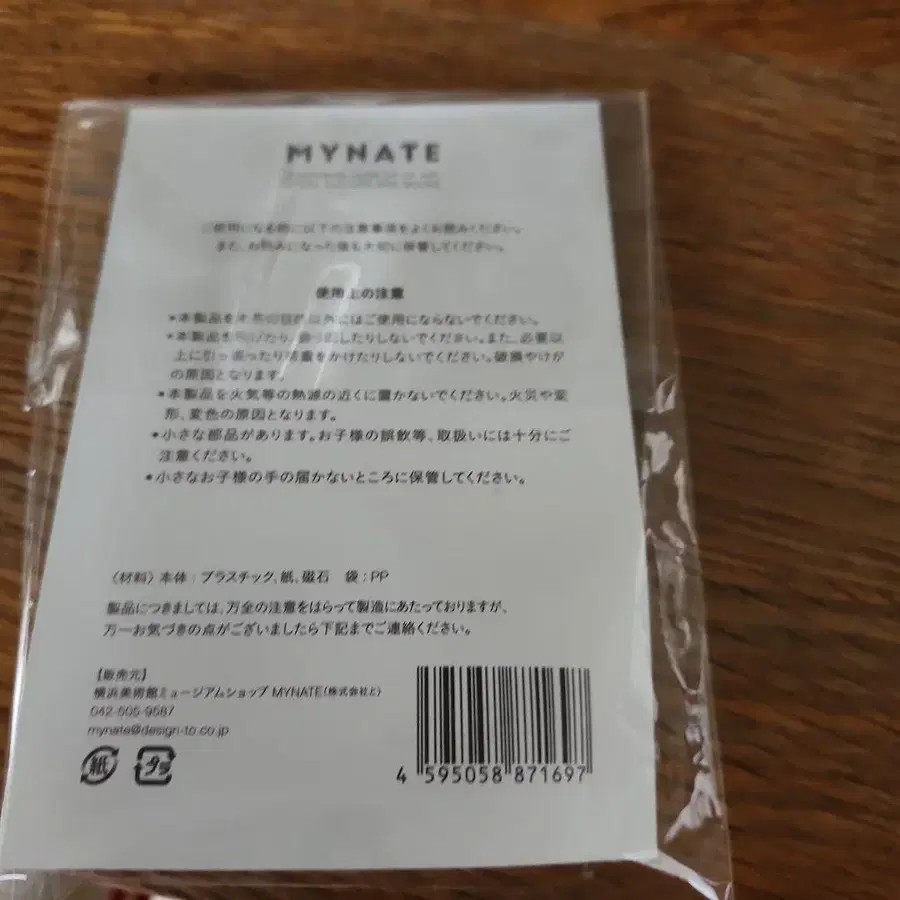 MYNATE
ご使用になる前に以下の注意事項をよくお読みください。
また、お読みになった後も大切に保管してください。
使用上の注意
•本製品を本来の目的以外にはご使用にならないでください。
•本製品を したりしないでください。また、必要以
上に引っ張ったり荷重をかけたりしないでください。破損やけが
の原因となります。
•本製品を火気等の熱源の近くに置かないでください。火災や変
形、変色の原因となります。
•小さな部品があります。お子様の誤飲等、取扱いには十分にご
注意ください。
•小さなお子様の手の届かないところに保管してください。
〈材料〉本体：プラスチック、紙、磁石　袋：PP
製品につきましては、万全の注意をはらって製造にあたっておりますが、
万一お気づきの点がございましたら下記までご連絡ください。
【販売元】
横浜美術館ミュージアムショップ MYNATE(株式会社と)
042-505-9587
mynate@design-to.co.jp
紙 プラ
4 595058 871697